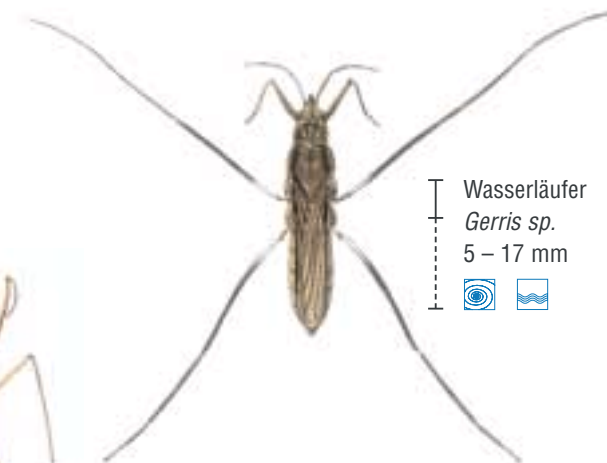 Wasserläufer
Gerris sp.
5 – 17 mm